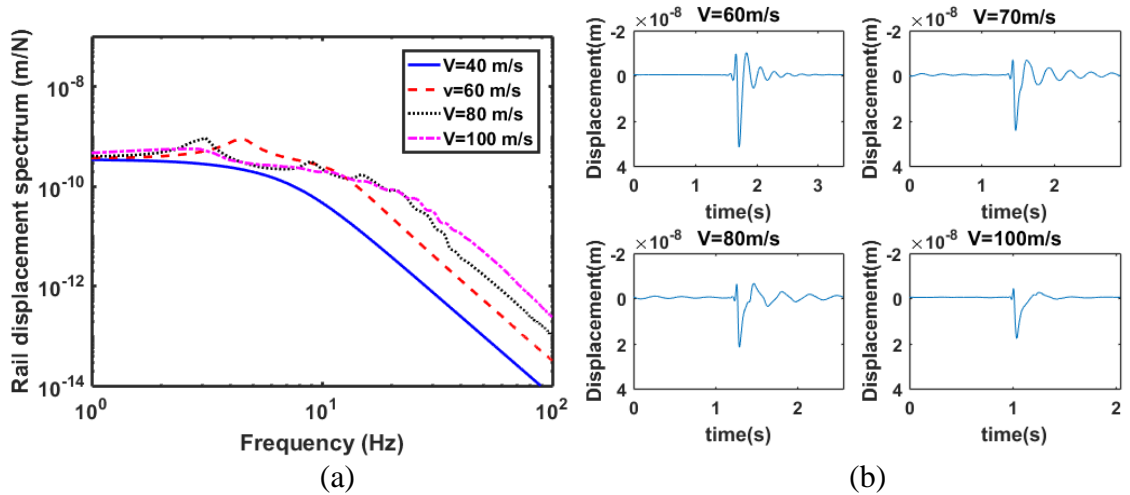 10^-8
10^-10
10^-12
10^-14
Rail displacement spectrum (m/N)
V=40 m/s
v=60 m/s
V=80 m/s
V=100 m/s
10^0
10^1
10^2
Frequency (Hz)
(a)
×10^-8
V=60m/s
-2
0
2
4
Displacement(m)
0
1
2
3
time(s)
×10^-8
V=70m/s
-2
0
2
4
Displacement(m)
0
1
2
time(s)
×10^-8
V=80m/s
-2
0
2
4
Displacement(m)
0
1
2
time(s)
×10^-8
V=100m/s
-2
0
2
4
Displacement(m)
0
1
2
time(s)
(b)